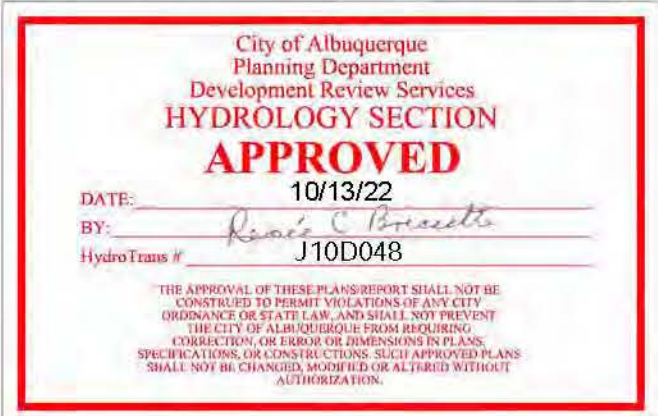 City of Albuquerque
Planning Department
Development Review Services
HYDROLOGY SECTION
APPROVED
DATE: 10/13/22
BY: Renée C Brissette
HydroTrans # J10D048
THE APPROVAL OF THESE PLANS/REPORT SHALL NOT BE
CONSTRUED TO PERMIT VIOLATIONS OF ANY CITY
ORDINANCE OR STATE LAW, AND SHALL NOT PREVENT
THE CITY OF ALBUQUERQUE FROM REQUIRING
CORRECTION, OR ERROR OR DIMENSIONS IN PLANS,
SPECIFICATIONS, OR CONSTRUCTIONS. SUCH APPROVED PLANS
SHALL NOT BE CHANGED, MODIFIED OR ALTERED WITHOUT
AUTHORIZATION.